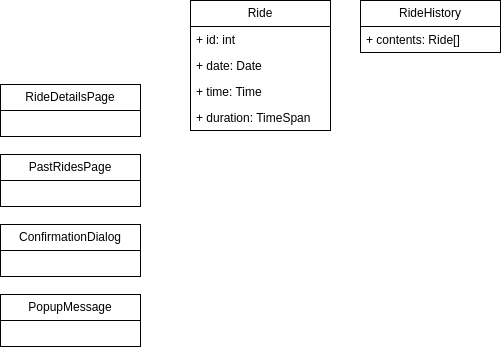 Ride
+ id: int
+ date: Date
+ time: Time
+ duration: TimeSpan
RideHistory
+ contents: Ride[]
RideDetailsPage
PastRidesPage
ConfirmationDialog
PopupMessage